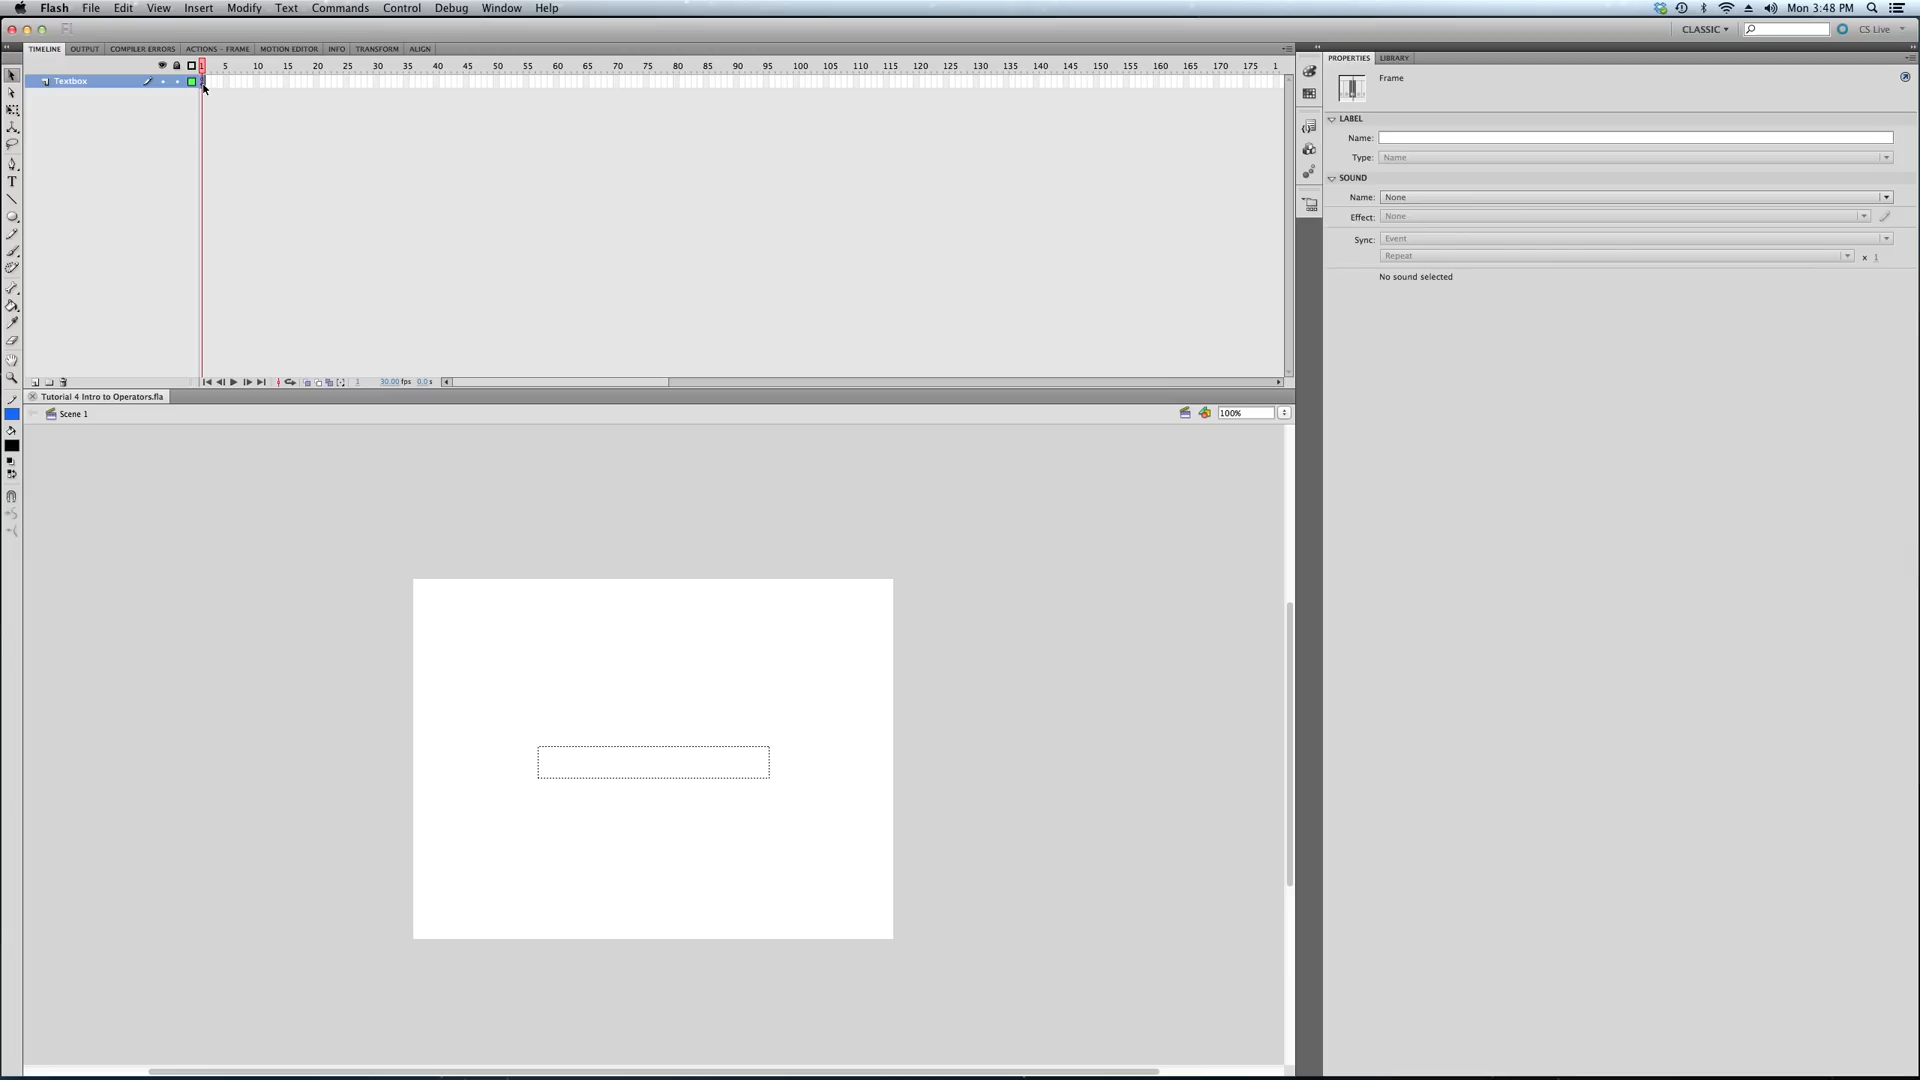 Flash File Edit View Insert Modify Text Commands Control Debug Window Help Mon 3:48 PM
Fl CLASSIC CS Live
TIMELINE OUTPUT COMPILER ERRORS ACTIONS - FRAME MOTION EDITOR INFO TRANSFORM ALIGN
1 5 10 15 20 25 30 35 40 45 50 55 60 65 70 75 80 85 90 95 100 105 110 115 120 125 130 135 140 145 150 155 160 165 170 175 1
Textbox
1 30.00 fps 0.0 s
Tutorial 4 Intro to Operators.fla
Scene 1 100%
T
PROPERTIES LIBRARY
Frame
LABEL
Name:
Type: Name
SOUND
Name: None
Effect: None
Sync: Event
Repeat x 1
No sound selected